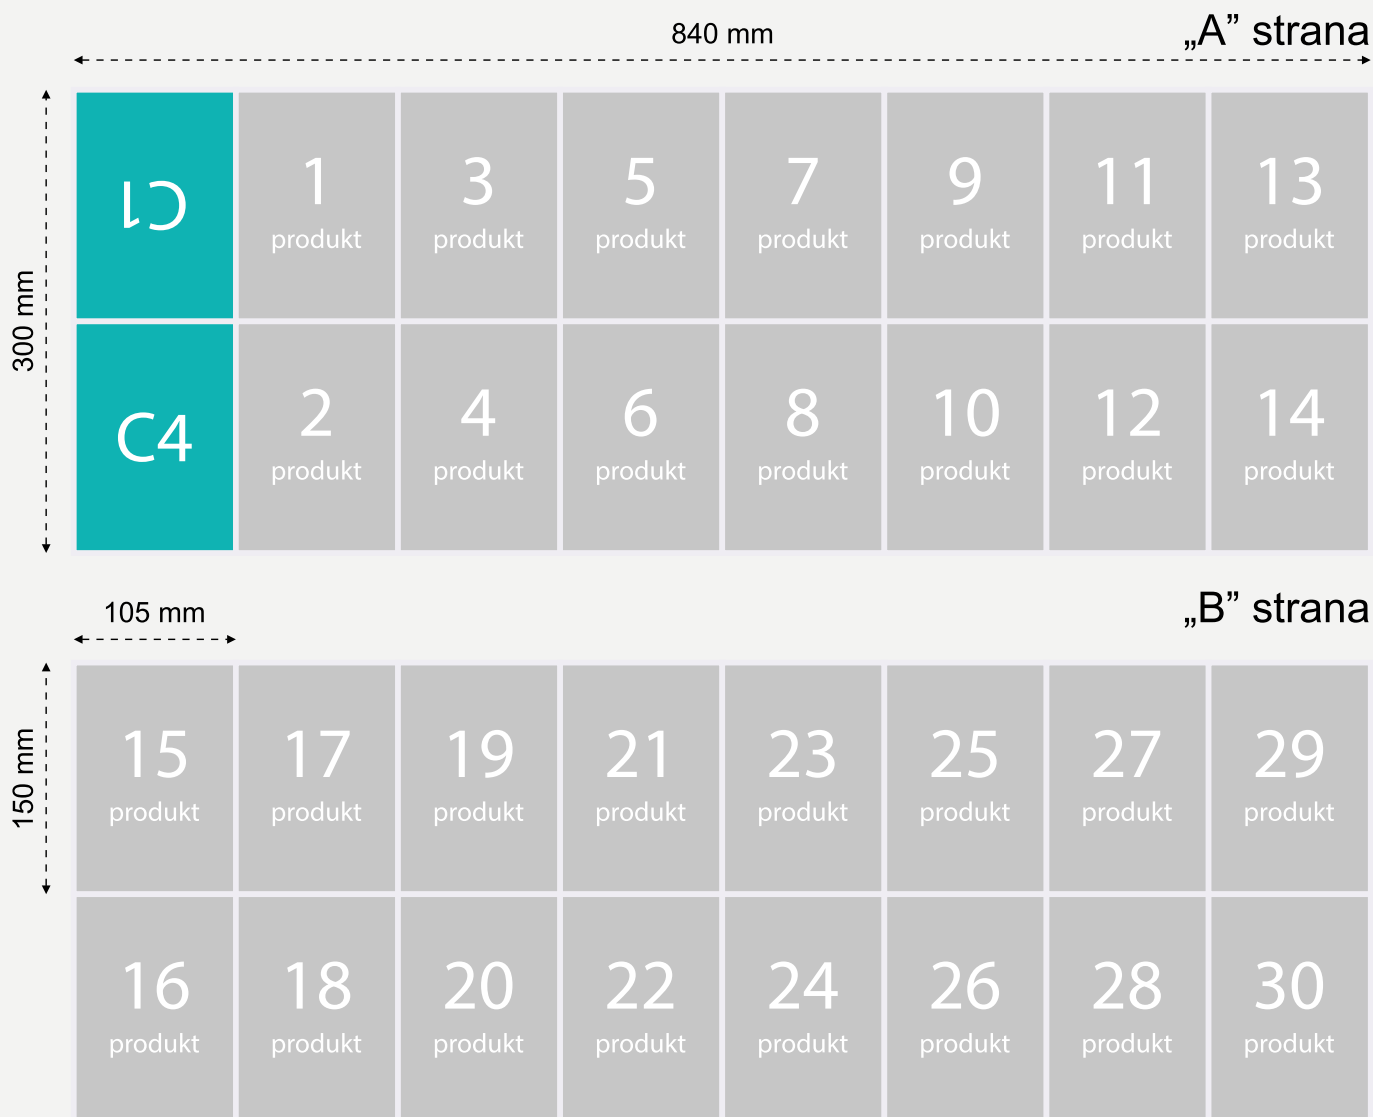 840 mm
„A” strana
300 mm
C1
1
produkt
3
produkt
5
produkt
7
produkt
9
produkt
11
produkt
13
produkt
C4
2
produkt
4
produkt
6
produkt
8
produkt
10
produkt
12
produkt
14
produkt
105 mm
„B” strana
150 mm
15
produkt
17
produkt
19
produkt
21
produkt
23
produkt
25
produkt
27
produkt
29
produkt
16
produkt
18
produkt
20
produkt
22
produkt
24
produkt
26
produkt
28
produkt
30
produkt